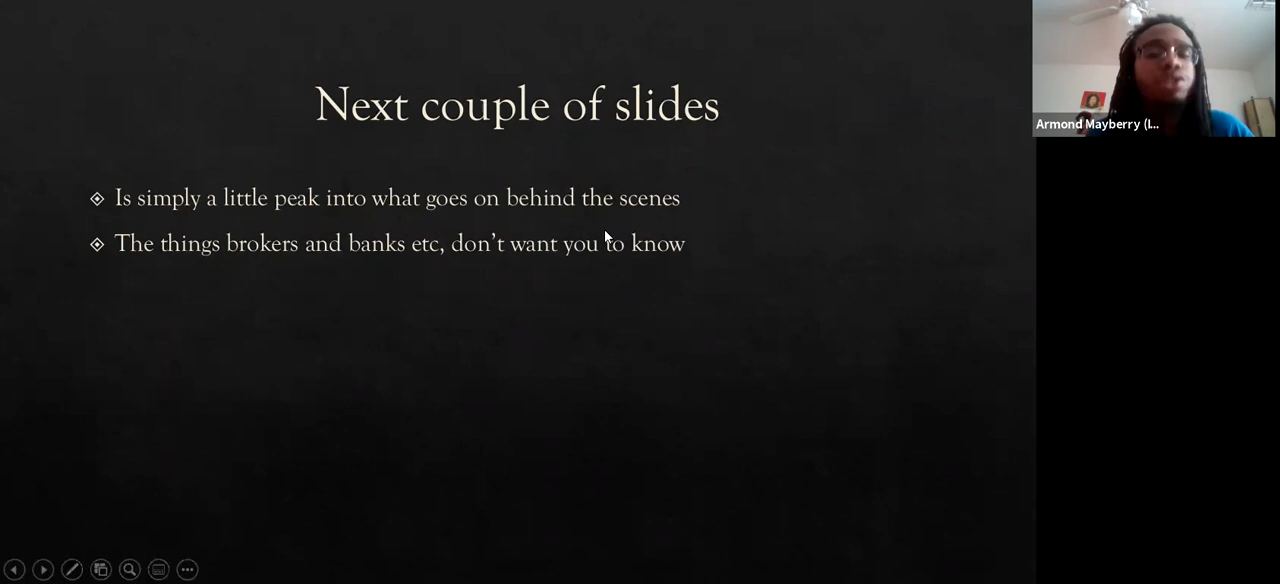 Next couple of slides
Is simply a little peak into what goes on behind the scenes
The things brokers and banks etc, don't want you to know
Armond Mayberry (I...